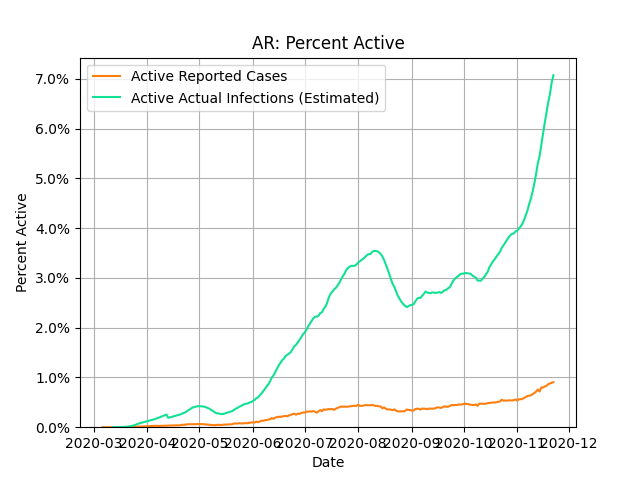 AR: Percent Active
Active Reported Cases
Active Actual Infections (Estimated)
Percent Active
7.0%
6.0%
5.0%
4.0%
3.0%
2.0%
1.0%
0.0%
2020-03 2020-04 2020-05 2020-06 2020-07 2020-08 2020-09 2020-10 2020-11 2020-12
Date